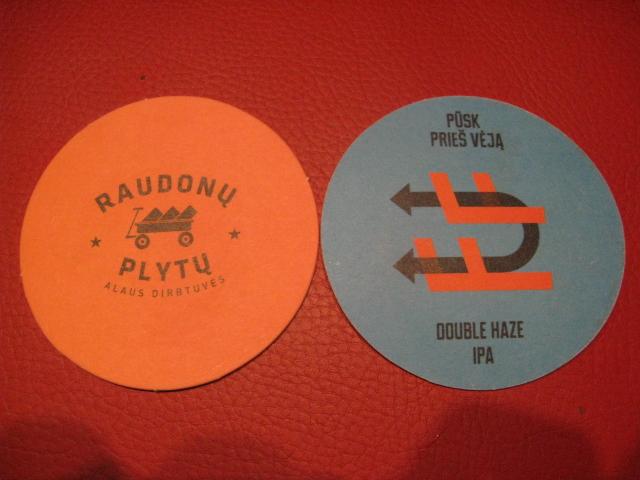 RAUDONŲ
PLYTŲ
ALAUS DIRBTUVĖS
PŪSK
PRIEŠ VĖJĄ
DOUBLE HAZE
IPA